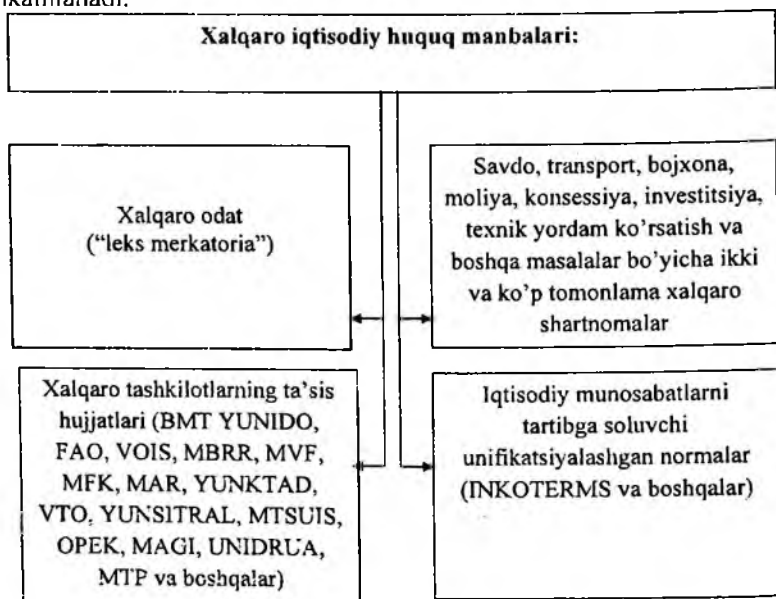 Xalqaro iqtisodiy huquq manbalari:
Xalqaro odat
(“leks merkatoria”)
Savdo, transport, bojxona,
moliya, konsessiya, investitsiya,
texnik yordam ko’rsatish va
boshqa masalalar bo’yicha ikki
va ko’p tomonlama xalqaro
shartnomalar
Xalqaro tashkilotlarning ta’sis
hujjatlari (BMT YUNIDO,
FAO, VOIS, MBRR, MVF,
MFK, MAR, YUNKTAD,
VTO, YUNSITRAL, MTSUIS,
OPEK, MAGI, UNIDRUA,
MTP va boshqalar)
Iqtisodiy munosabatlarni
tartibga soluvchi
unifikatsiyalashgan normalar
(INKOTERMS va boshqalar)